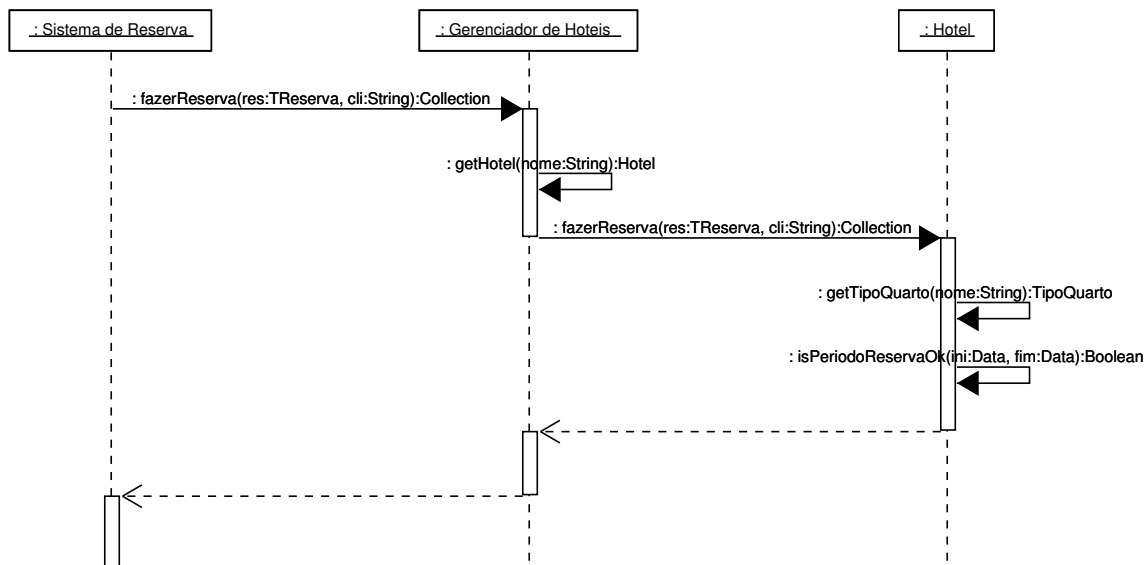 : Sistema de Reserva
: Gerenciador de Hoteis
: Hotel
: fazerReserva(res:TReserva, cli:String):Collection
: getHotel(nome:String):Hotel
: fazerReserva(res:TReserva, cli:String):Collection
: getTipoQuarto(nome:String):TipoQuarto
: isPeriodoReservaOk(ini:Data, fim:Data):Boolean